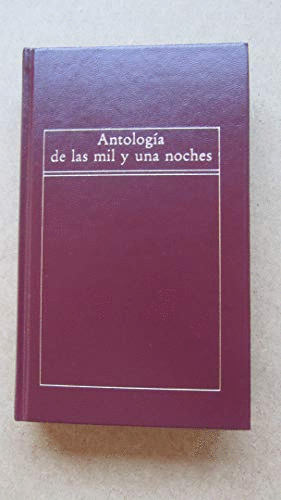 Antología
de las mil y una noches